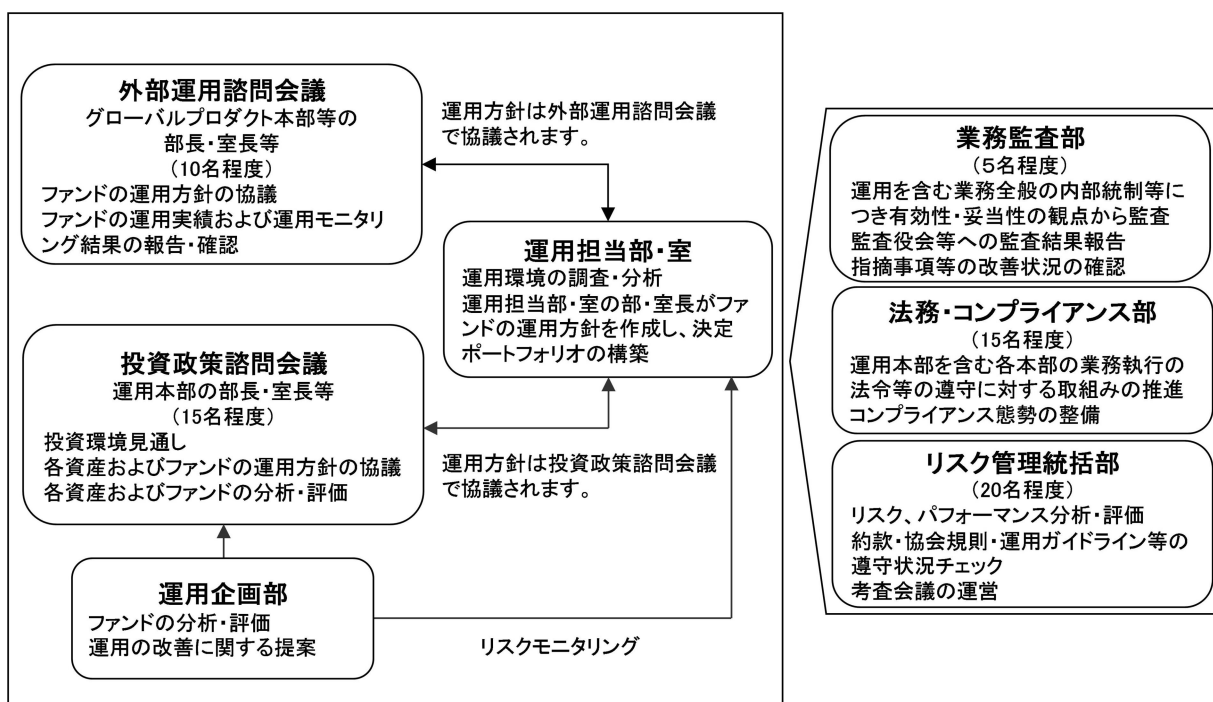 外部運用諮問会議
グローバルプロダクト本部等の
部長・室長等
(10名程度)
ファンドの運用方針の協議
ファンドの運用実績および運用モニタリ
ング結果の報告・確認
運用方針は外部運用諮問会議
で協議されます。
運用担当部・室
運用環境の調査・分析
運用担当部・室の部・室長がファ
ンドの運用方針を作成し、決定
ポートフォリオの構築
投資政策諮問会議
運用本部の部長・室長等
(15名程度)
投資環境見通し
各資産およびファンドの運用方針の協議
各資産およびファンドの分析・評価
運用方針は投資政策諮問会議
で協議されます。
運用企画部
ファンドの分析・評価
運用の改善に関する提案
リスクモニタリング
業務監査部
(5名程度)
運用を含む業務全般の内部統制等に
つき有効性・妥当性の観点から監査
監査役会等への監査結果報告
指摘事項等の改善状況の確認
法務・コンプライアンス部
(15名程度)
運用本部を含む各本部の業務執行の
法令等の遵守に対する取組みの推進
コンプライアンス態勢の整備
リスク管理統括部
(20名程度)
リスク、パフォーマンス分析・評価
約款・協会規則・運用ガイドライン等の
遵守状況チェック
考査会議の運営